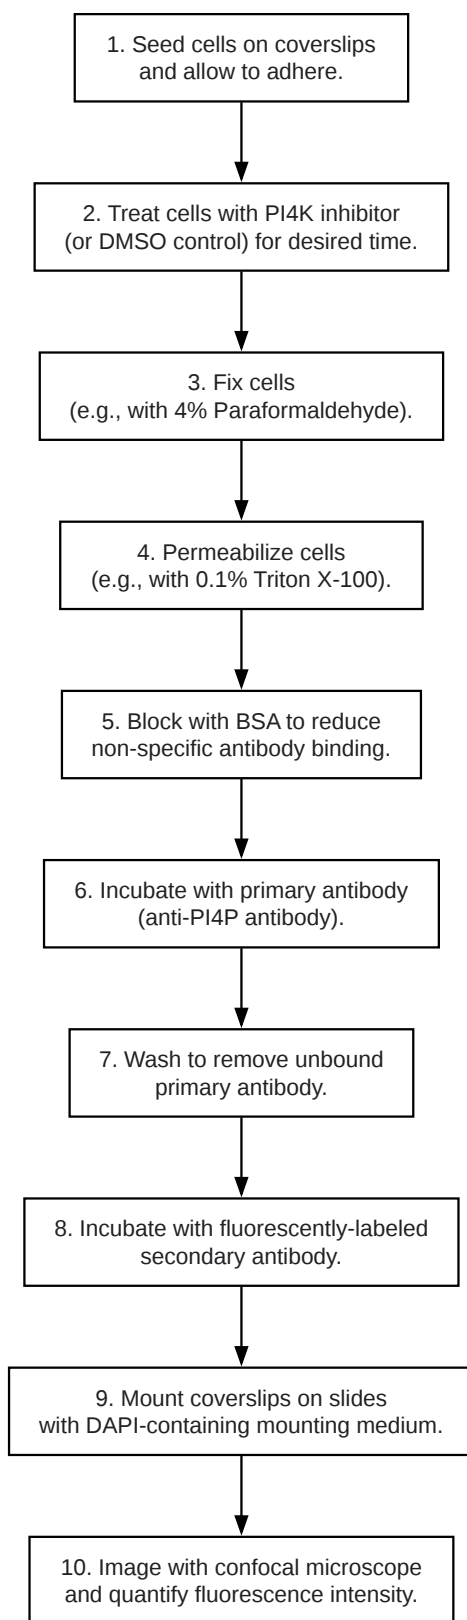 1. Seed cells on coverslips
and allow to adhere.
2. Treat cells with PI4K inhibitor
(or DMSO control) for desired time.
3. Fix cells
(e.g., with 4% Paraformaldehyde).
4. Permeabilize cells
(e.g., with 0.1% Triton X-100).
5. Block with BSA to reduce
non-specific antibody binding.
6. Incubate with primary antibody
(anti-PI4P antibody).
7. Wash to remove unbound
primary antibody.
8. Incubate with fluorescently-labeled
secondary antibody.
9. Mount coverslips on slides
with DAPI-containing mounting medium.
10. Image with confocal microscope
and quantify fluorescence intensity.